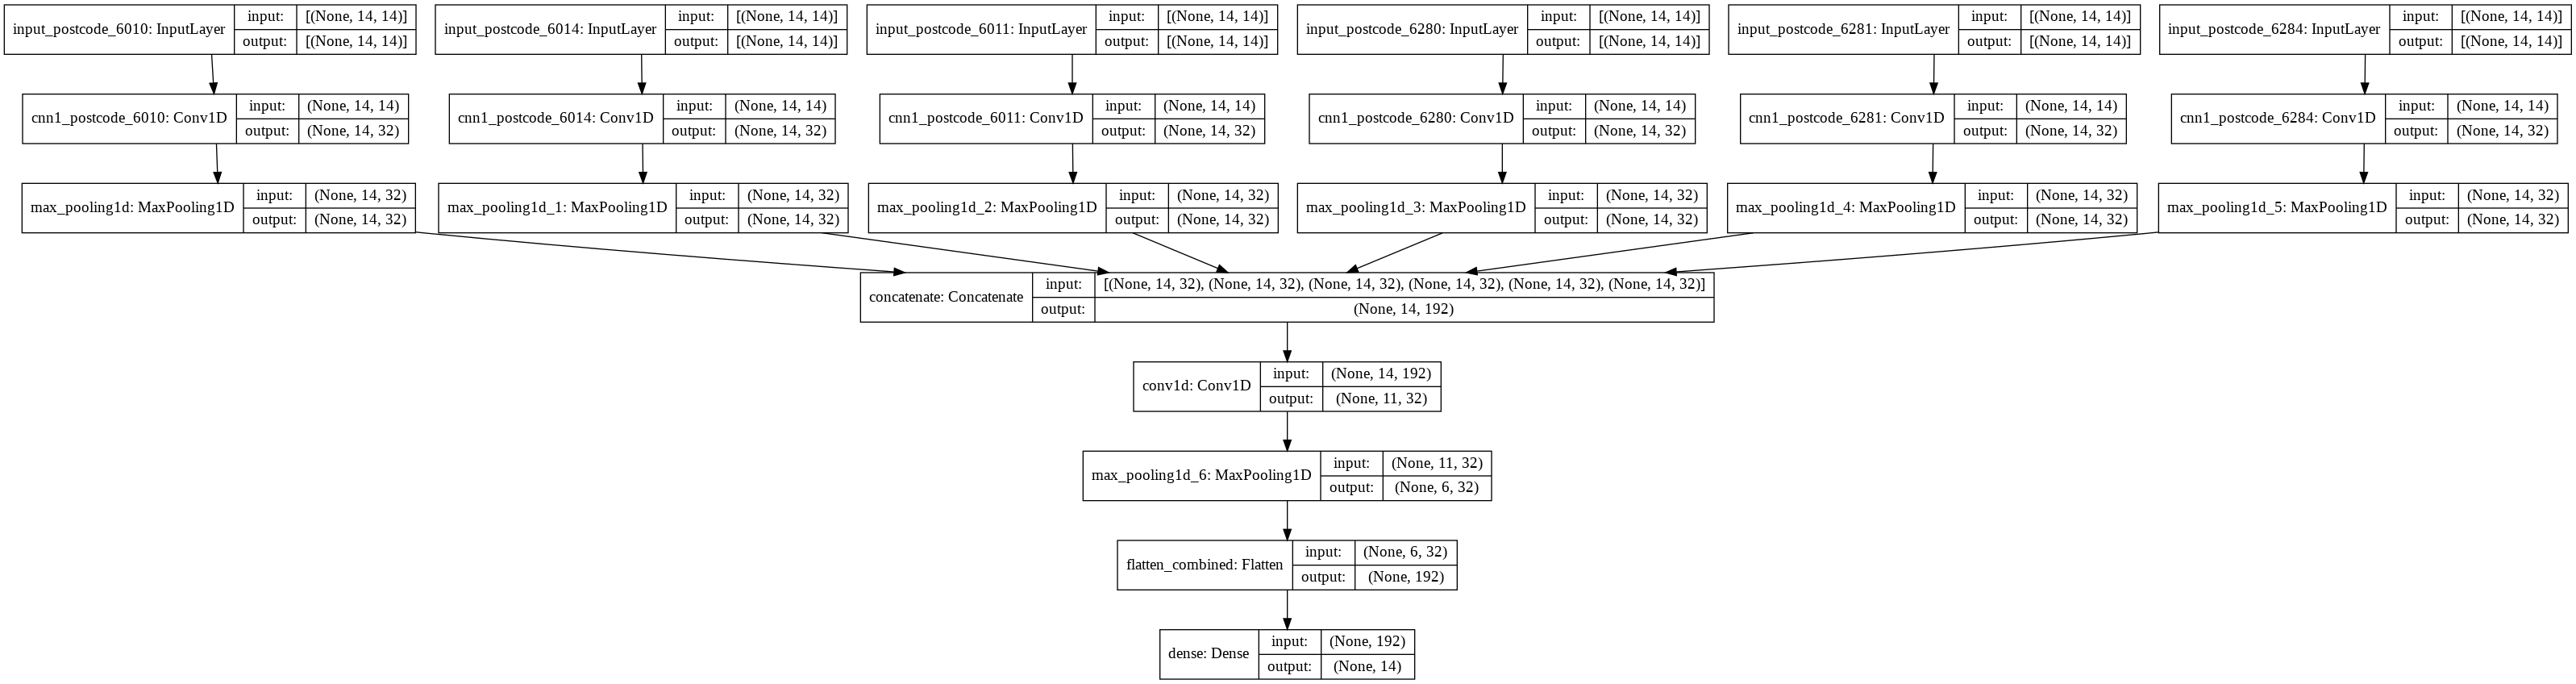 input_postcode_6010: InputLayer input: [(None, 14, 14)] output: [(None, 14, 14)]
input_postcode_6014: InputLayer input: [(None, 14, 14)] output: [(None, 14, 14)]
input_postcode_6011: InputLayer input: [(None, 14, 14)] output: [(None, 14, 14)]
input_postcode_6280: InputLayer input: [(None, 14, 14)] output: [(None, 14, 14)]
input_postcode_6281: InputLayer input: [(None, 14, 14)] output: [(None, 14, 14)]
input_postcode_6284: InputLayer input: [(None, 14, 14)] output: [(None, 14, 14)]
cnn1_postcode_6010: Conv1D input: (None, 14, 14) output: (None, 14, 32)
cnn1_postcode_6014: Conv1D input: (None, 14, 14) output: (None, 14, 32)
cnn1_postcode_6011: Conv1D input: (None, 14, 14) output: (None, 14, 32)
cnn1_postcode_6280: Conv1D input: (None, 14, 14) output: (None, 14, 32)
cnn1_postcode_6281: Conv1D input: (None, 14, 14) output: (None, 14, 32)
cnn1_postcode_6284: Conv1D input: (None, 14, 14) output: (None, 14, 32)
max_pooling1d: MaxPooling1D input: (None, 14, 32) output: (None, 14, 32)
max_pooling1d_1: MaxPooling1D input: (None, 14, 32) output: (None, 14, 32)
max_pooling1d_2: MaxPooling1D input: (None, 14, 32) output: (None, 14, 32)
max_pooling1d_3: MaxPooling1D input: (None, 14, 32) output: (None, 14, 32)
max_pooling1d_4: MaxPooling1D input: (None, 14, 32) output: (None, 14, 32)
max_pooling1d_5: MaxPooling1D input: (None, 14, 32) output: (None, 14, 32)
concatenate: Concatenate input: [(None, 14, 32), (None, 14, 32), (None, 14, 32), (None, 14, 32), (None, 14, 32), (None, 14, 32)] output: (None, 14, 192)
conv1d: Conv1D input: (None, 14, 192) output: (None, 11, 32)
max_pooling1d_6: MaxPooling1D input: (None, 11, 32) output: (None, 6, 32)
flatten_combined: Flatten input: (None, 6, 32) output: (None, 192)
dense: Dense input: (None, 192) output: (None, 14)